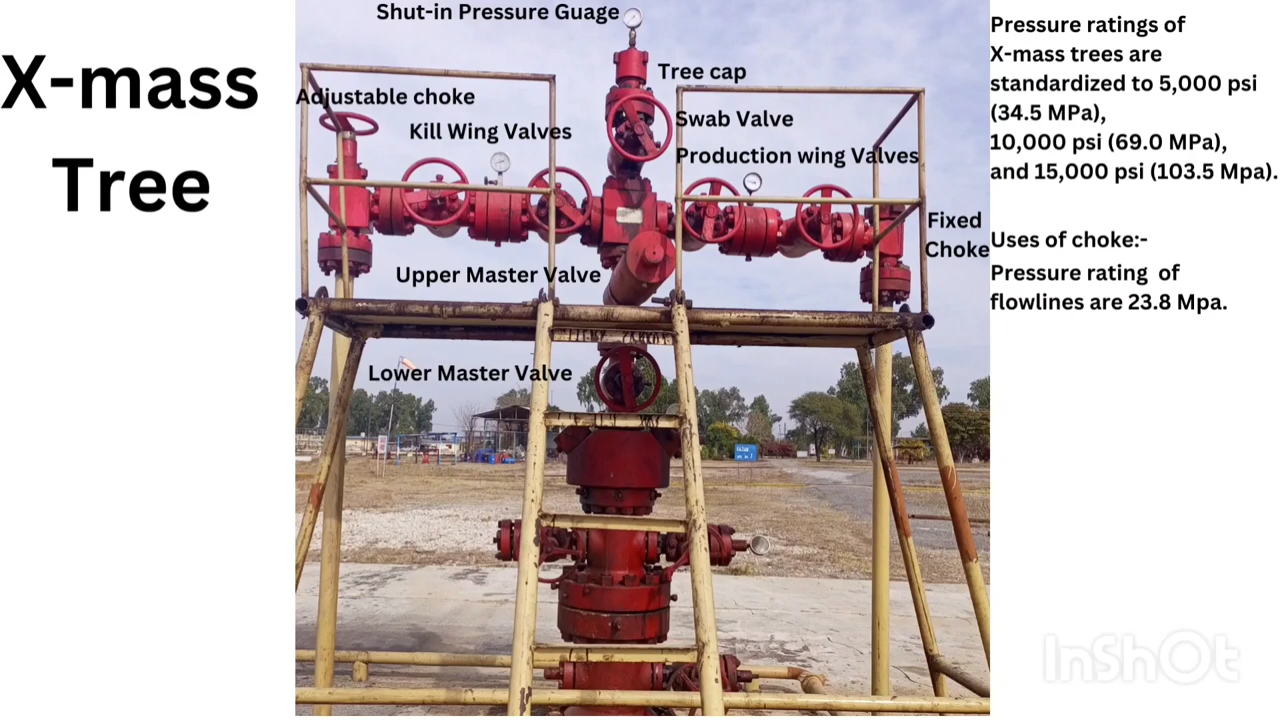 X-mass
Tree
Shut-in Pressure Guage
Tree cap
Adjustable choke
Swab Valve
Kill Wing Valves
Production wing Valves
Fixed
Choke
Upper Master Valve
Lower Master Valve
Pressure ratings of
X-mass trees are
standardized to 5,000 psi
(34.5 MPa),
10,000 psi (69.0 MPa),
and 15,000 psi (103.5 Mpa).
Uses of choke:-
Pressure rating of
flowlines are 23.8 Mpa.
InShOt